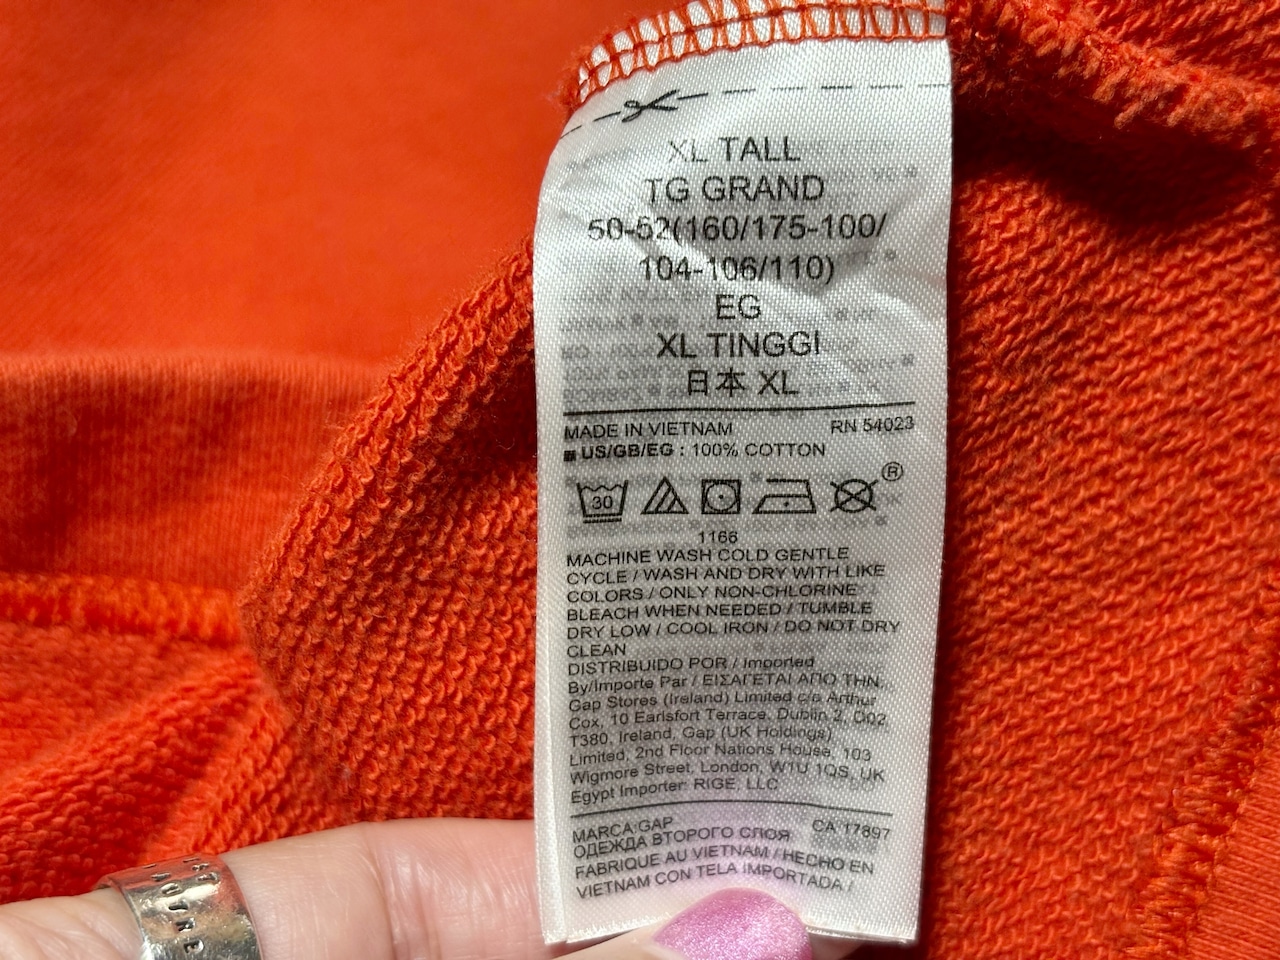 XL TALL
TG GRAND
50-52(160/175-100/
104-106/110)
EG
XL TINGGI
日本 XL
MADE IN VIETNAM RN 54023
US/GB/EG : 100% COTTON
30 ®
1166
MACHINE WASH COLD GENTLE
CYCLE / WASH AND DRY WITH LIKE
COLORS / ONLY NON-CHLORINE
BLEACH WHEN NEEDED / TUMBLE
DRY LOW / COOL IRON / DO NOT DRY
CLEAN
DISTRIBUIDO POR / Imported
By/Importe Par / ΕΙΣΑΓΕΤΑΙ ΑΠΟ ΤΗΝ
Gap Stores (Ireland) Limited c/o Arthur
Cox, 10 Earlsfort Terrace, Dublin 2, D02
T380, Ireland, Gap (UK Holdings)
Limited, 2nd Floor Nations House, 103
Wigmore Street, London, W1U 1QS, UK
Egypt Importer: RIGE, LLC
MARCA:GAP CA 17897
ОДЕЖДА ВТОРОГО СЛОЯ
FABRIQUE AU VIETNAM / HECHO EN
VIETNAM CON TELA IMPORTADA /